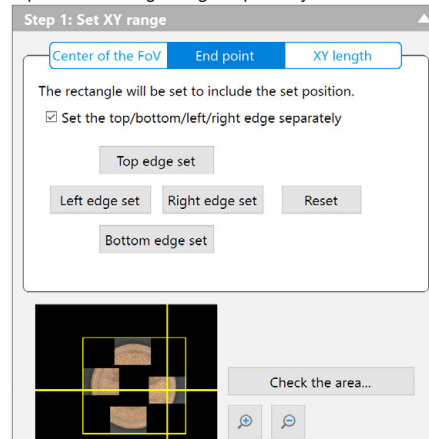 Step 1: Set XY range
Center of the FoV End point XY length
The rectangle will be set to include the set position.
Set the top/bottom/left/right edge separately
Top edge set
Left edge set Right edge set Reset
Bottom edge set
Check the area...